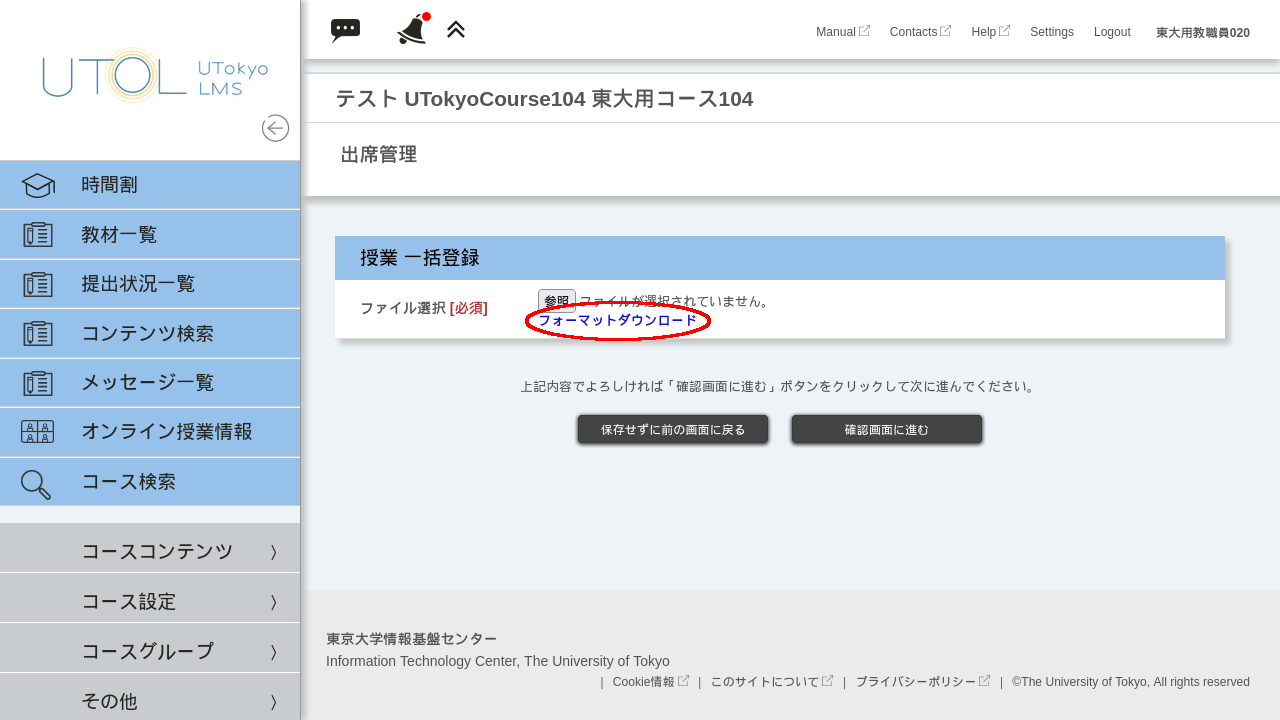 UTOL UTokyo LMS
時間割
教材一覧
提出状況一覧
コンテンツ検索
メッセージ一覧
オンライン授業情報
コース検索
コースコンテンツ 〉
コース設定 〉
コースグループ 〉
その他 〉
Manual Contacts Help Settings Logout 東大用教職員020
テスト UTokyoCourse104 東大用コース104
出席管理
授業 一括登録
ファイル選択 [必須] 参照 ファイルが選択されていません。
フォーマットダウンロード
上記内容でよろしければ「確認画面に進む」ボタンをクリックして次に進んでください。
保存せずに前の画面に戻る 確認画面に進む
東京大学情報基盤センター
Information Technology Center, The University of Tokyo
| Cookie情報 | このサイトについて | プライバシーポリシー | ©The University of Tokyo, All rights reserved